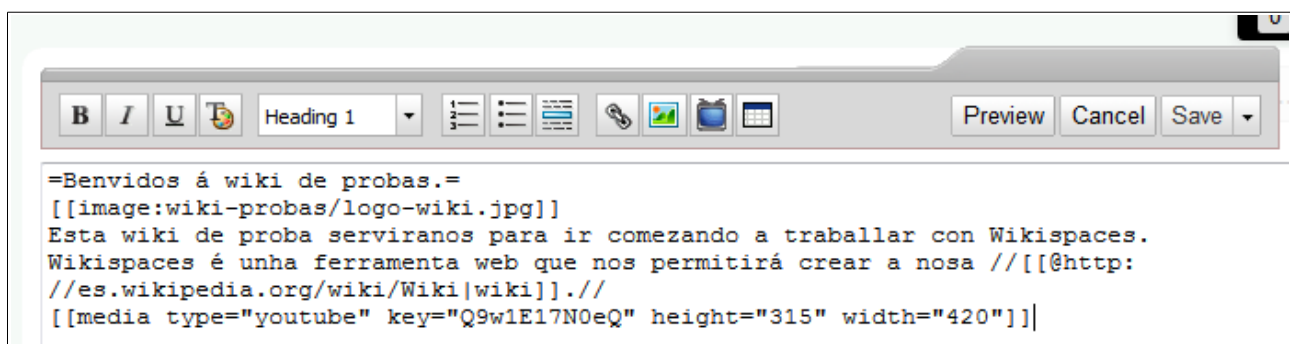 0
B I U T Heading 1 Preview Cancel Save
=Benvidos á wiki de probas.=
[[image:wiki-probas/logo-wiki.jpg]]
Esta wiki de proba serviranos para ir comezando a traballar con Wikispaces.
Wikispaces é unha ferramenta web que nos permitirá crear a nosa //[[@http:
//es.wikipedia.org/wiki/Wiki|wiki]].//
[[media type="youtube" key="Q9w1E17N0eQ" height="315" width="420"]]